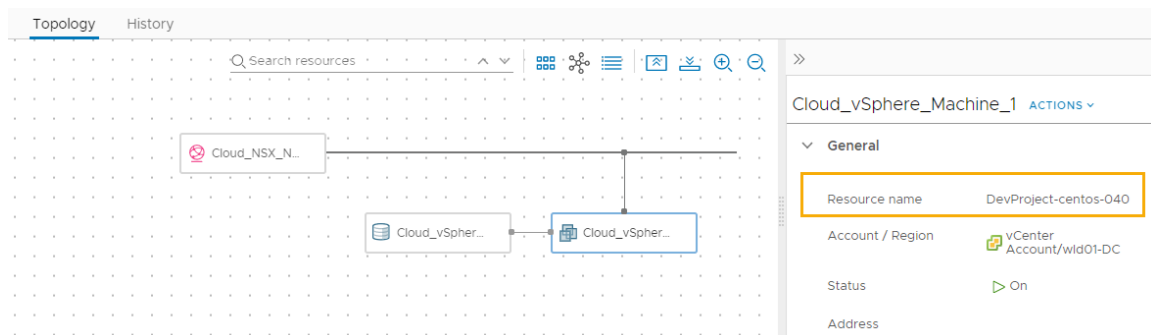 Topology History
Search resources
Cloud_NSX_N...
Cloud_vSpher...
Cloud_vSpher...
Cloud_vSphere_Machine_1 ACTIONS
General
Resource name DevProject-centos-040
Account / Region vCenter
Account/wld01-DC
Status On
Address